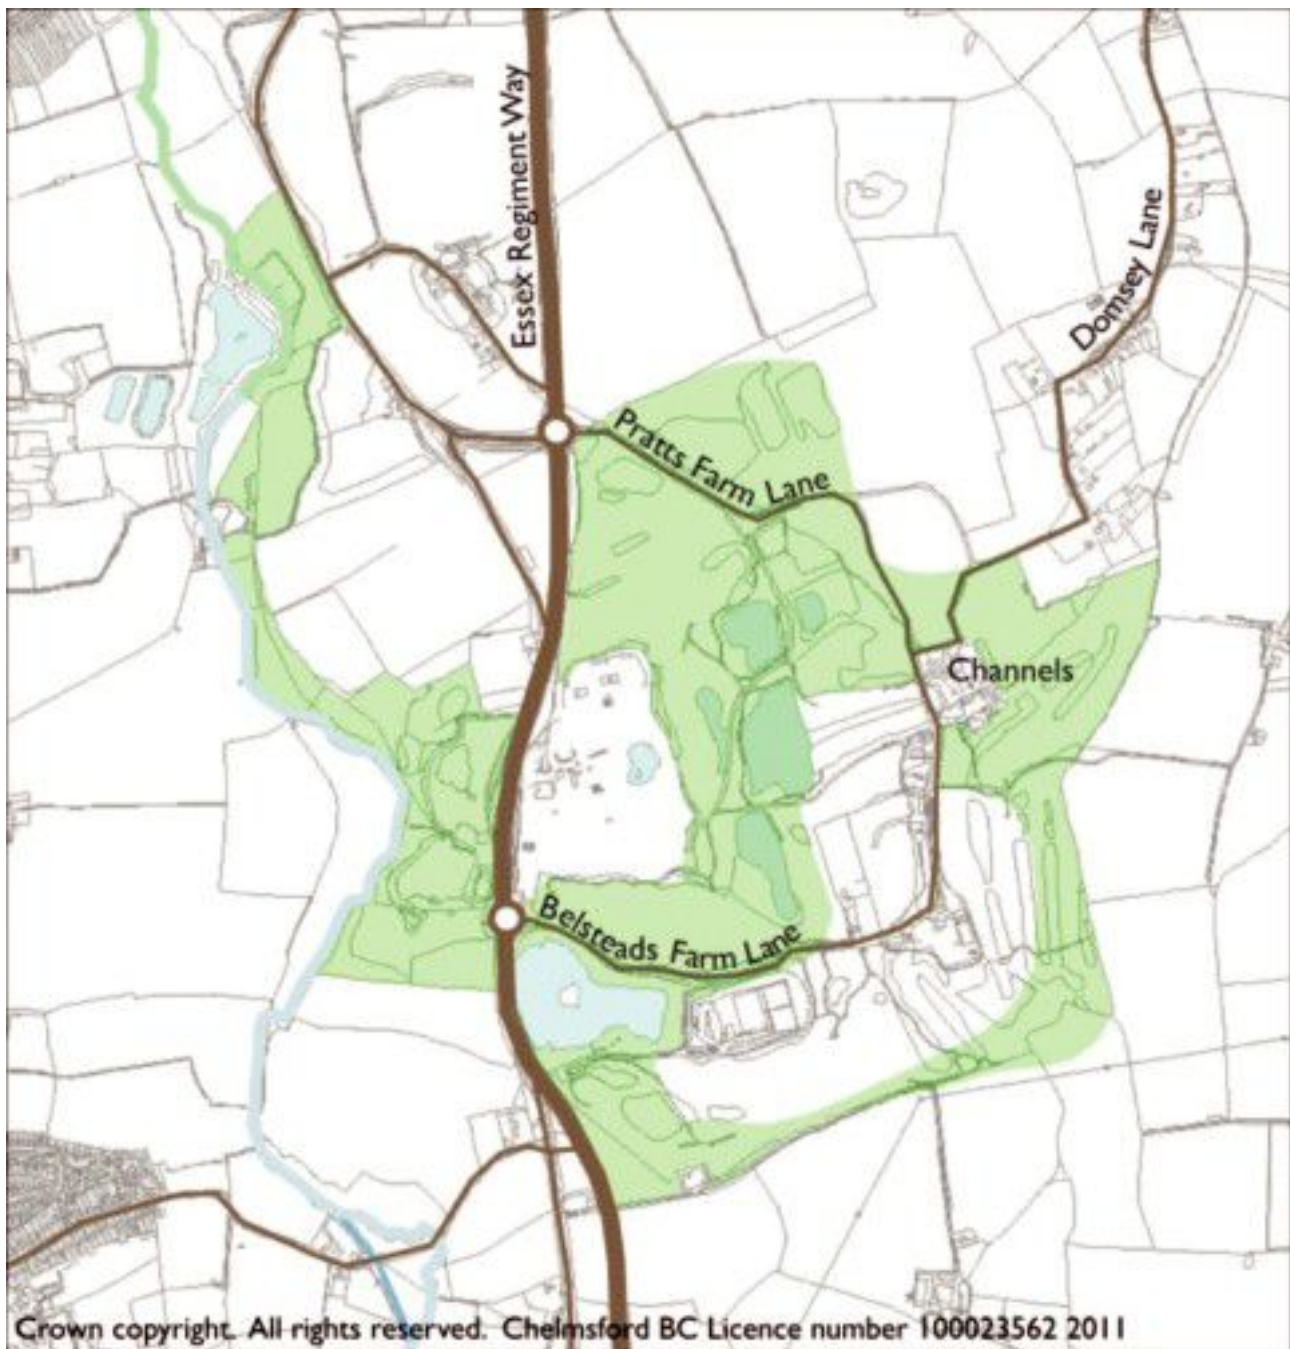 Essex Regiment Way
Domsey Lane
Pratts Farm Lane
Channels
Belsteads Farm Lane
Crown copyright. All rights reserved. Chelmsford BC Licence number 100023562 2011